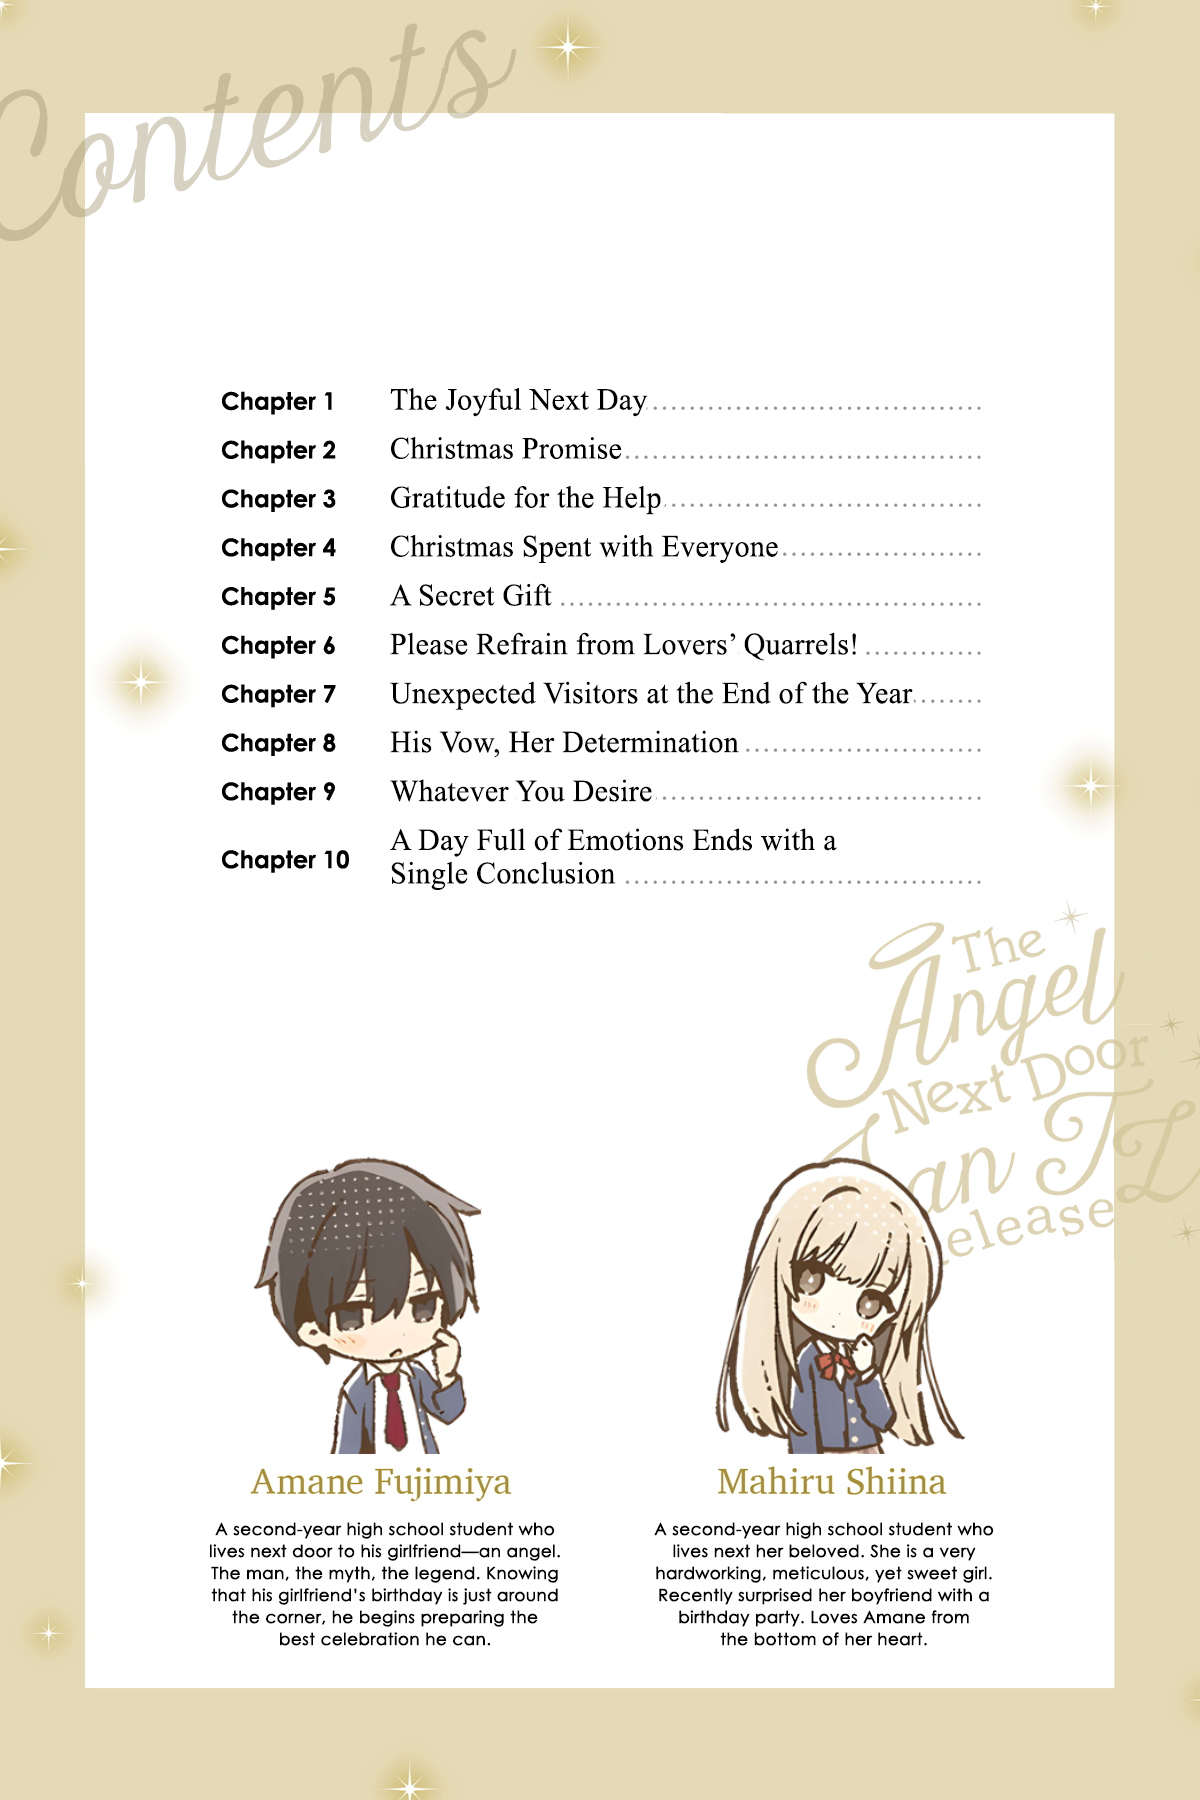 Contents
Chapter 1 The Joyful Next Day
Chapter 2 Christmas Promise
Chapter 3 Gratitude for the Help
Chapter 4 Christmas Spent with Everyone
Chapter 5 A Secret Gift
Chapter 6 Please Refrain from Lovers’ Quarrels!
Chapter 7 Unexpected Visitors at the End of the Year
Chapter 8 His Vow, Her Determination
Chapter 9 Whatever You Desire
Chapter 10 A Day Full of Emotions Ends with a
Single Conclusion
The
Angel
Next Door
TL
Amane Fujimiya
A second-year high school student who
lives next door to his girlfriend—an angel.
The man, the myth, the legend. Knowing
that his girlfriend’s birthday is just around
the corner, he begins preparing the
best celebration he can.
Mahiru Shiina
A second-year high school student who
lives next her beloved. She is a very
hardworking, meticulous, yet sweet girl.
Recently surprised her boyfriend with a
birthday party. Loves Amane from
the bottom of her heart.